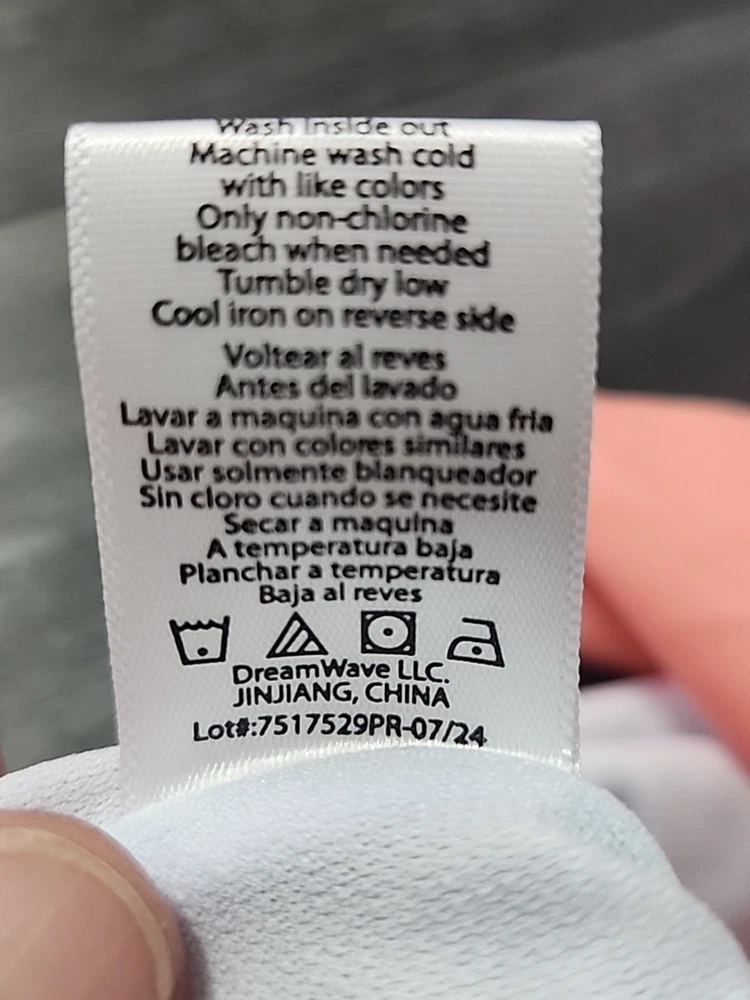 Wash Inside out
Machine wash cold
with like colors
Only non-chlorine
bleach when needed
Tumble dry low
Cool iron on reverse side
Voltear al reves
Antes del lavado
Lavar a maquina con agua fria
Lavar con colores similares
Usar solmente blanqueador
Sin cloro cuando se necesite
Secar a maquina
A temperatura baja
Planchar a temperatura
Baja al reves
DreamWave LLC.
JINJIANG, CHINA
Lot#:7517529PR-07/24